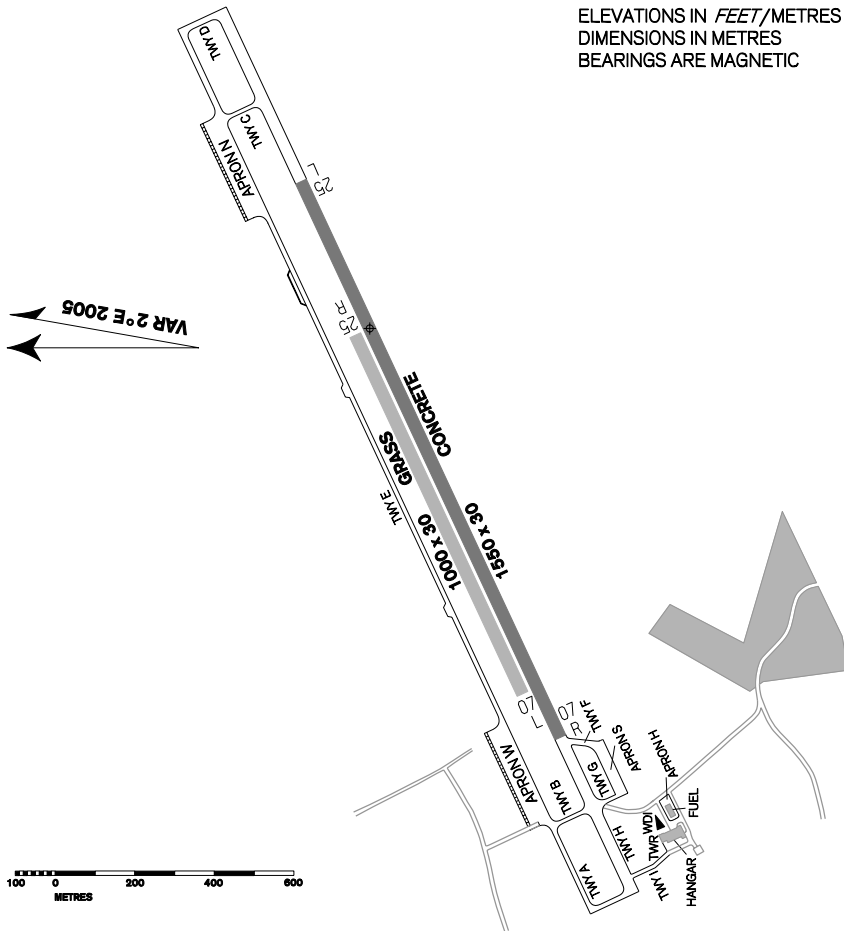 ELEVATIONS IN FEET/METRES
DIMENSIONS IN METRES
BEARINGS ARE MAGNETIC
TWY D
TWY C
APRON N
25
L
VAR 2°E 2005
25
R
CONCRETE
GRASS
TWY E
1000 x 30
1550 x 30
07
L
07
R
TWY F
APRON S
APRON H
APRON W
TWY G
TWY B
FUEL
WDI
TWR
TWY H
TWY A
TWY I
HANGAR
100 0 200 400 600
METRES